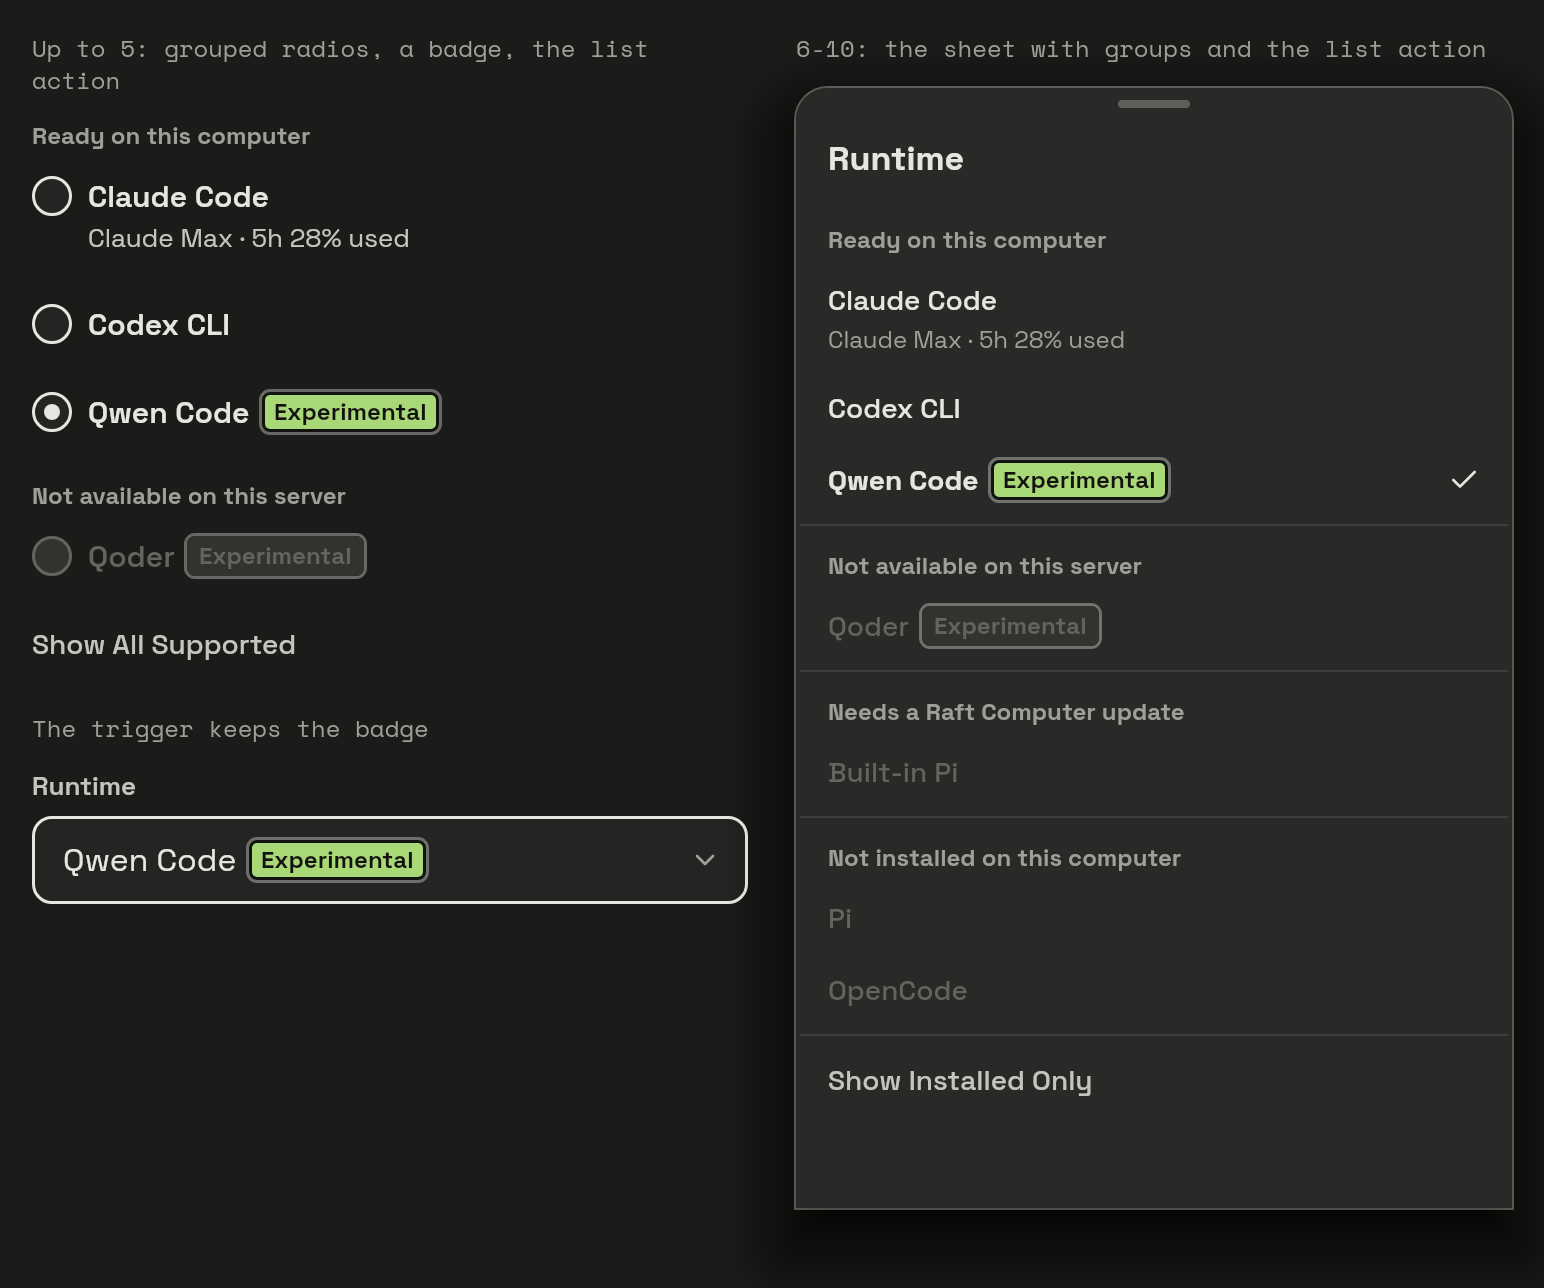 Up to 5: grouped radios, a badge, the list
action
Ready on this computer
Claude Code
Claude Max · 5h 28% used
Codex CLI
Qwen Code Experimental
Not available on this server
Qoder Experimental
Show All Supported
The trigger keeps the badge
Runtime
Qwen Code Experimental
6-10: the sheet with groups and the list action
Runtime
Ready on this computer
Claude Code
Claude Max · 5h 28% used
Codex CLI
Qwen Code Experimental
Not available on this server
Qoder Experimental
Needs a Raft Computer update
Built-in Pi
Not installed on this computer
Pi
OpenCode
Show Installed Only